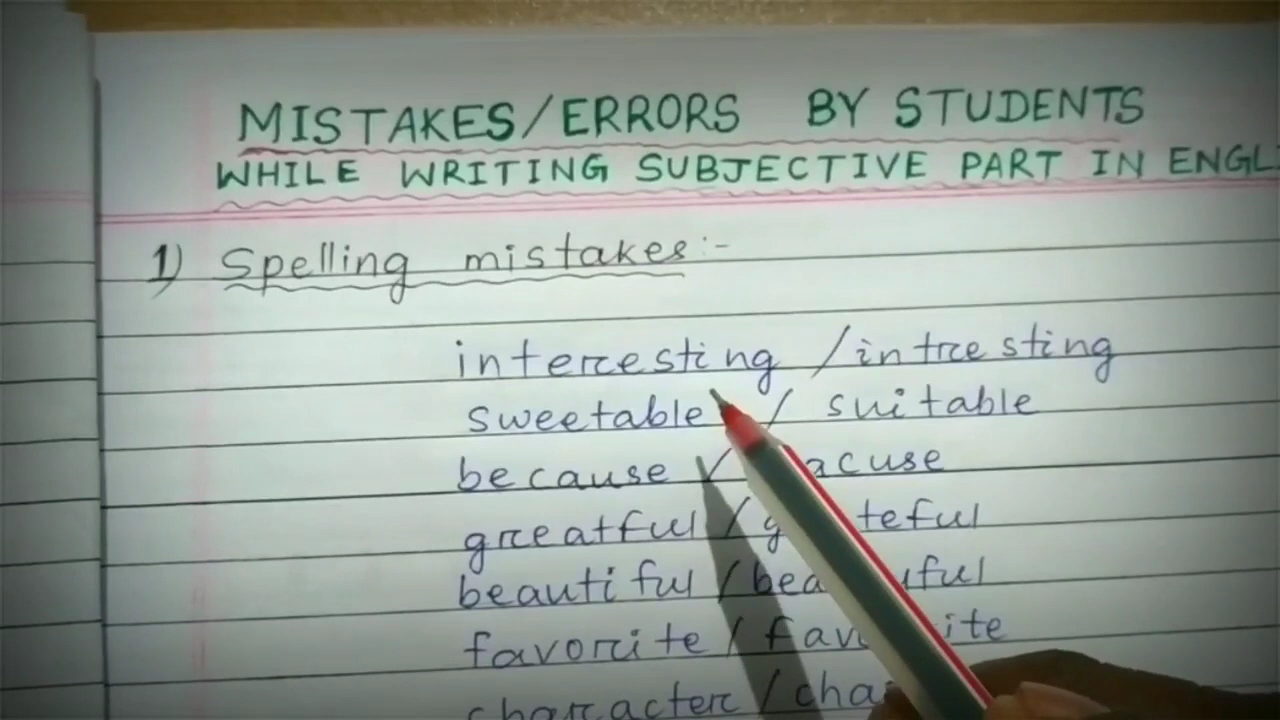 MISTAKES/ERRORS BY STUDENTS
WHILE WRITING SUBJECTIVE PART IN ENGL
1) Spelling mistakes:-
interesting / intresting
sweetable / suitable
because /
greatful /
beautiful /
favorite /
character /